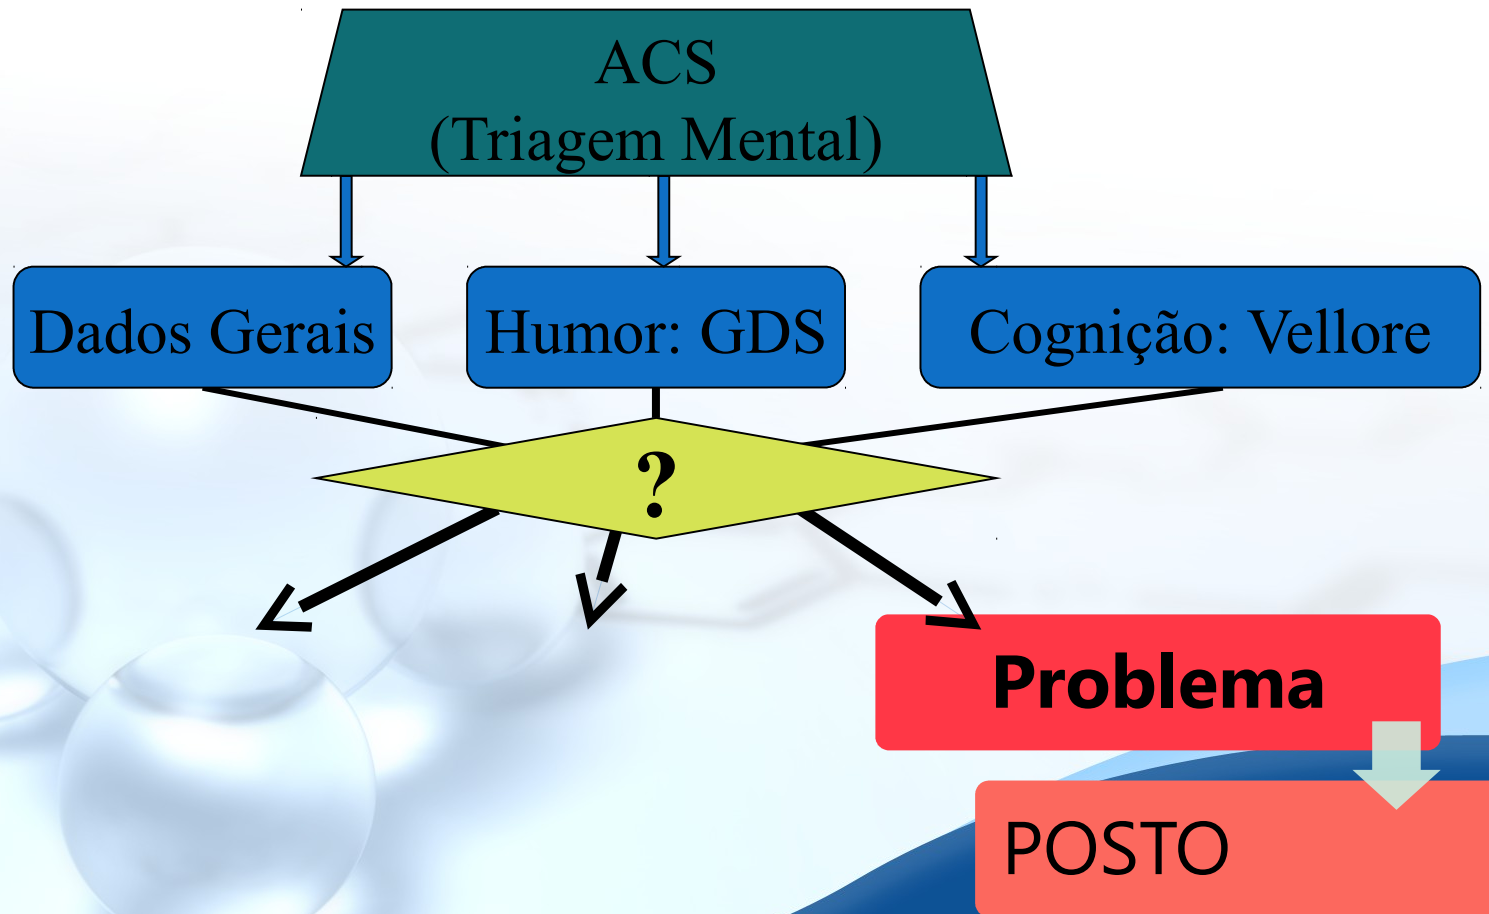 ACS
(Triagem Mental)
Dados Gerais
Humor: GDS
Cognição: Vellore
?
Problema
POSTO